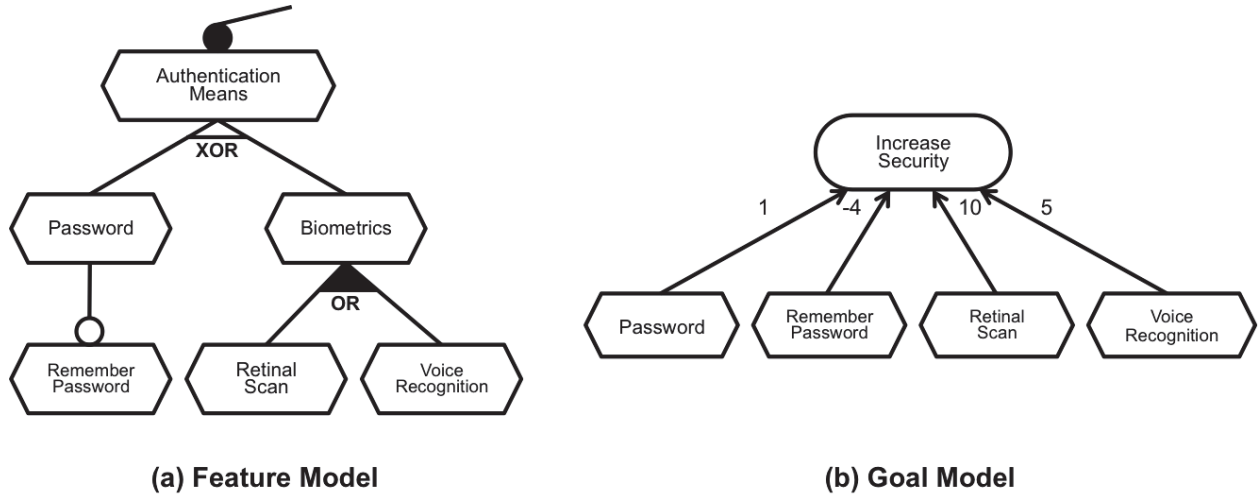 Authentication
Means
XOR
Password
Biometrics
OR
Remember
Password
Retinal
Scan
Voice
Recognition
(a) Feature Model
Increase
Security
1
-4
10
5
Password
Remember
Password
Retinal
Scan
Voice
Recognition
(b) Goal Model